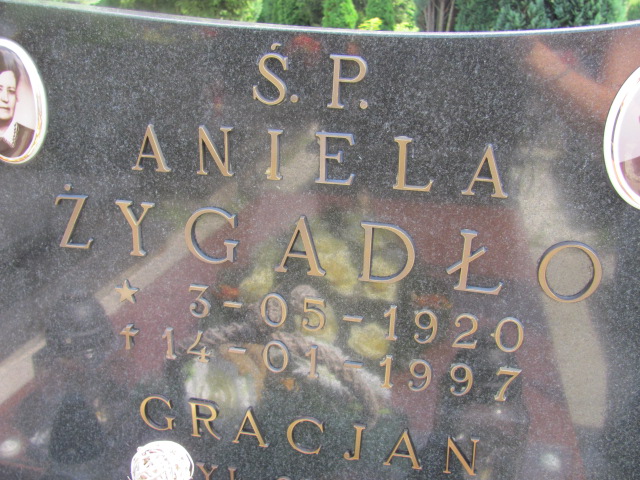 Ś. P.
ANIELA
ŻYGADŁO
3-05-1920
14-01-1997
GRACJAN